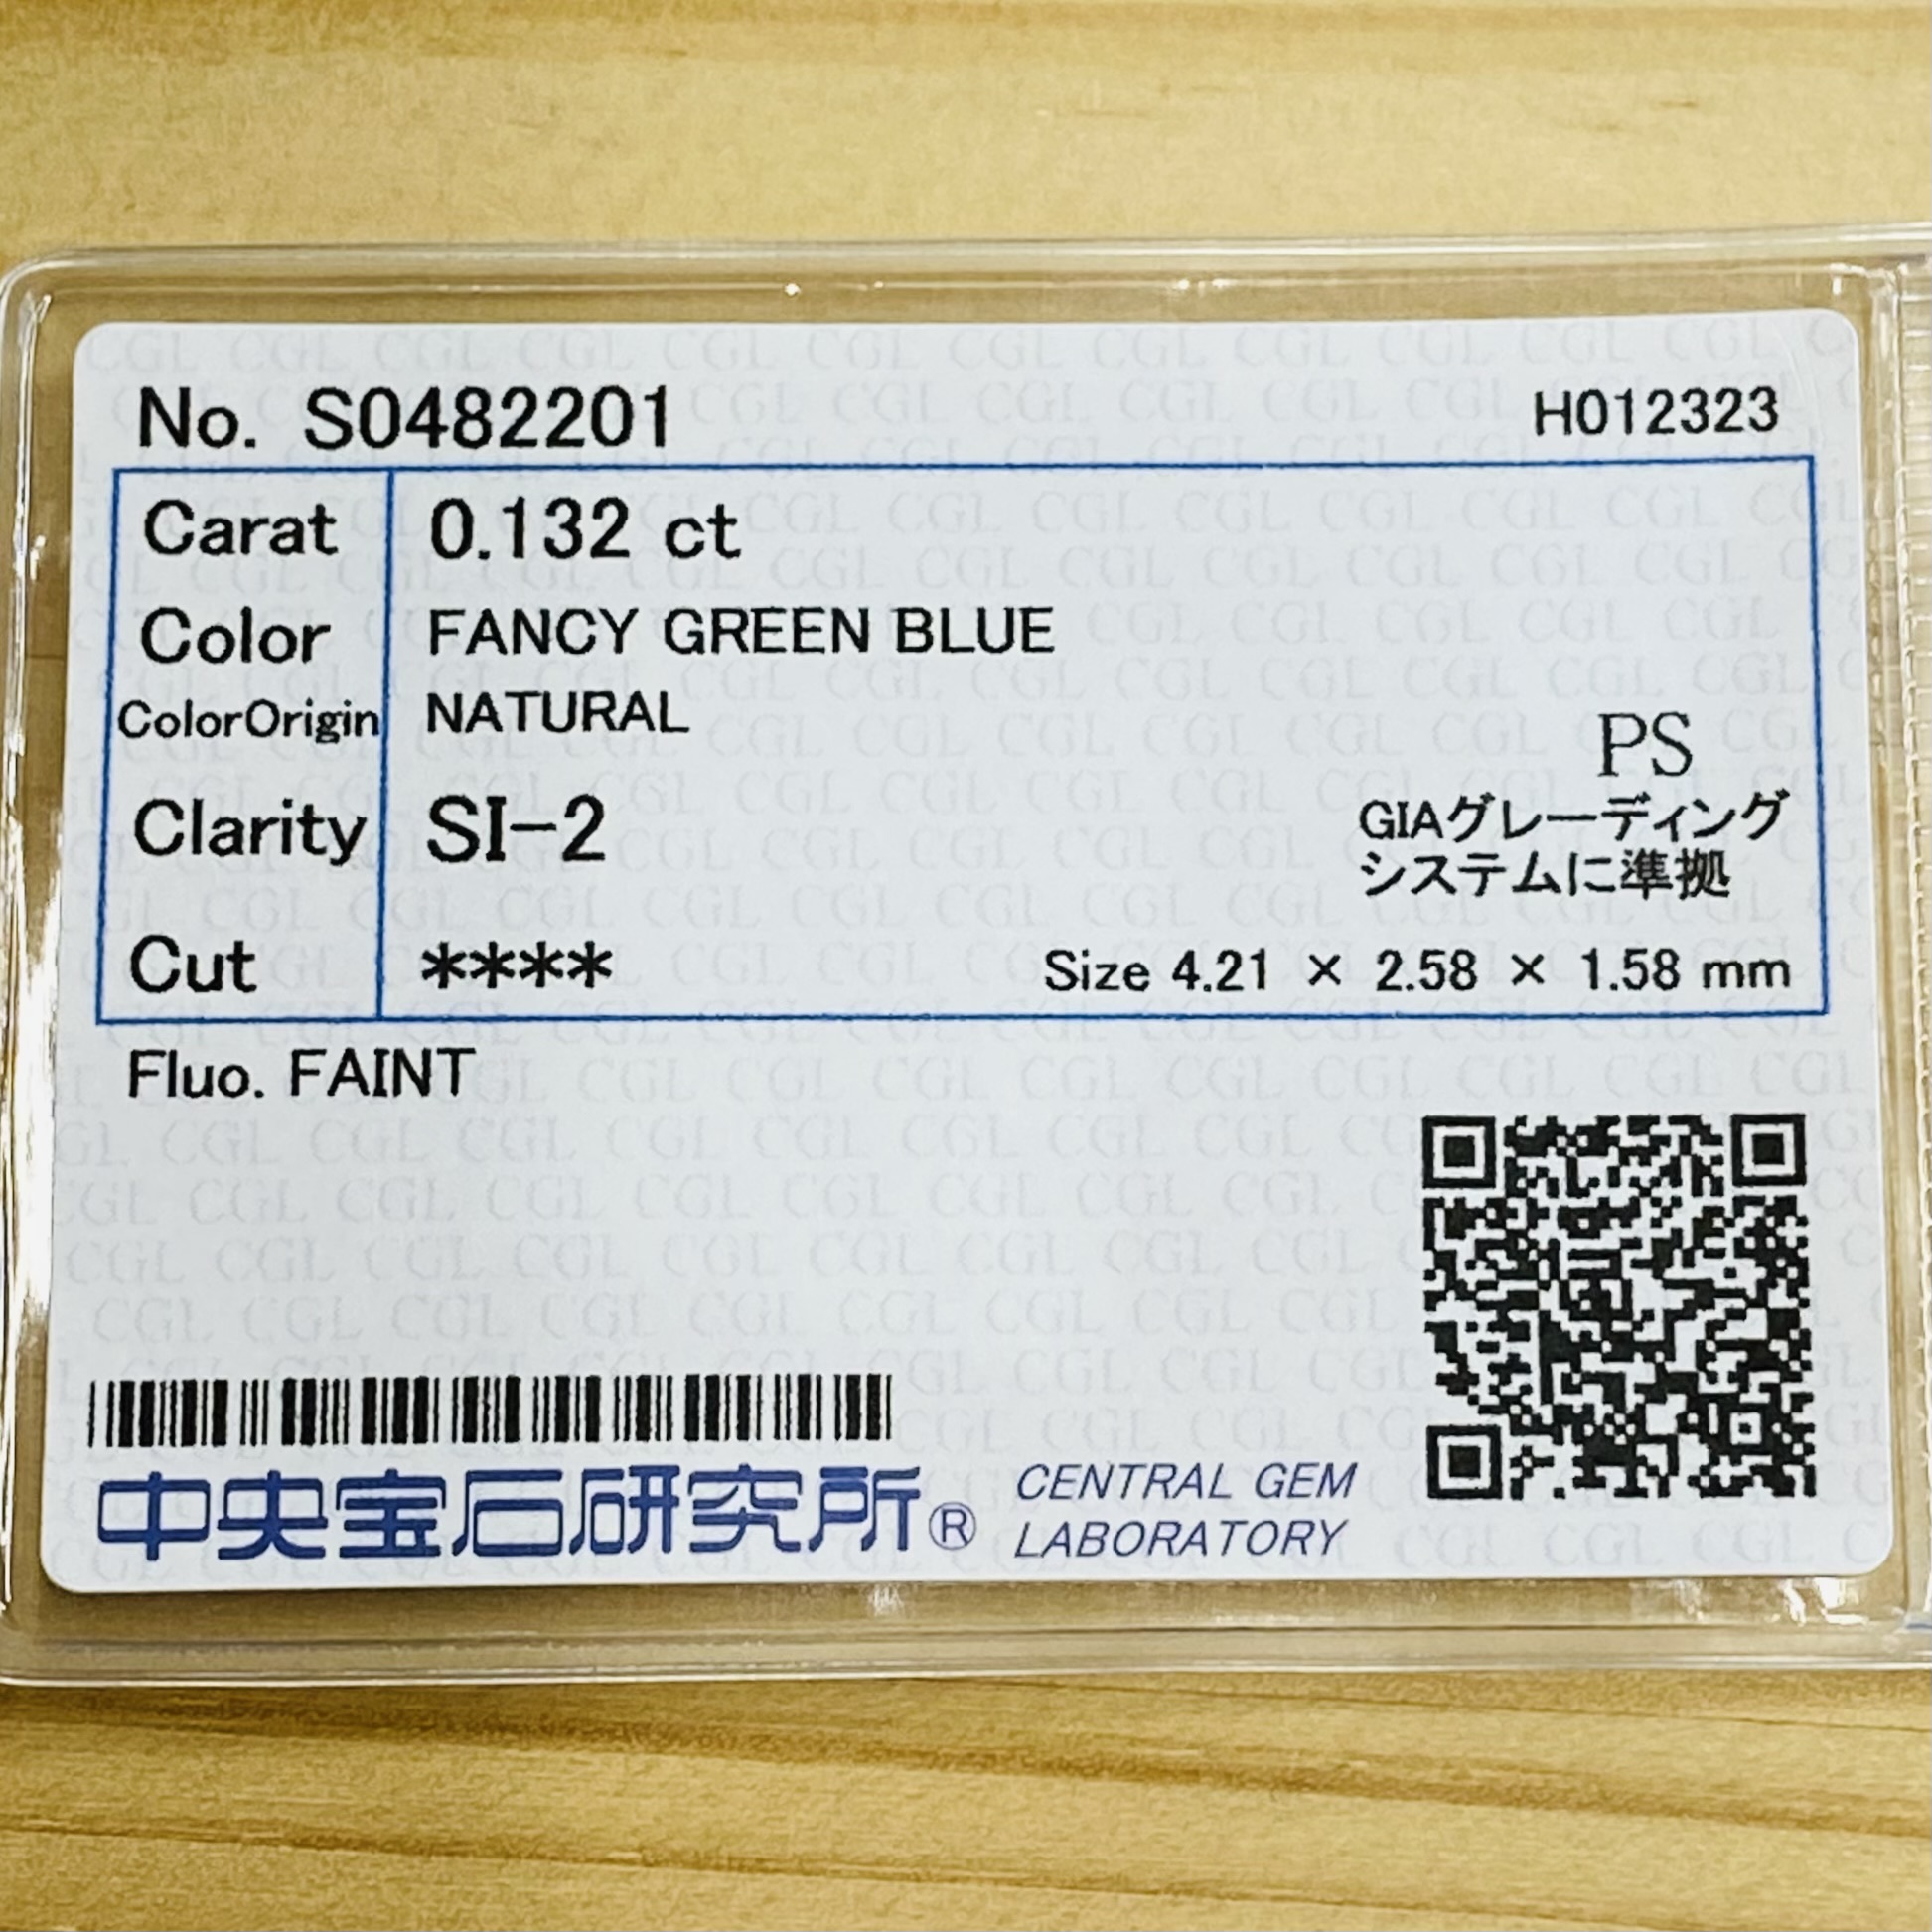 No. S0482201 H012323
Carat 0.132 ct
Color FANCY GREEN BLUE
ColorOrigin NATURAL
PS
Clarity SI-2
GIAグレーディング
システムに準拠
Cut **** Size 4.21 × 2.58 × 1.58 mm
Fluo. FAINT
中央宝石研究所® CENTRAL GEM
LABORATORY